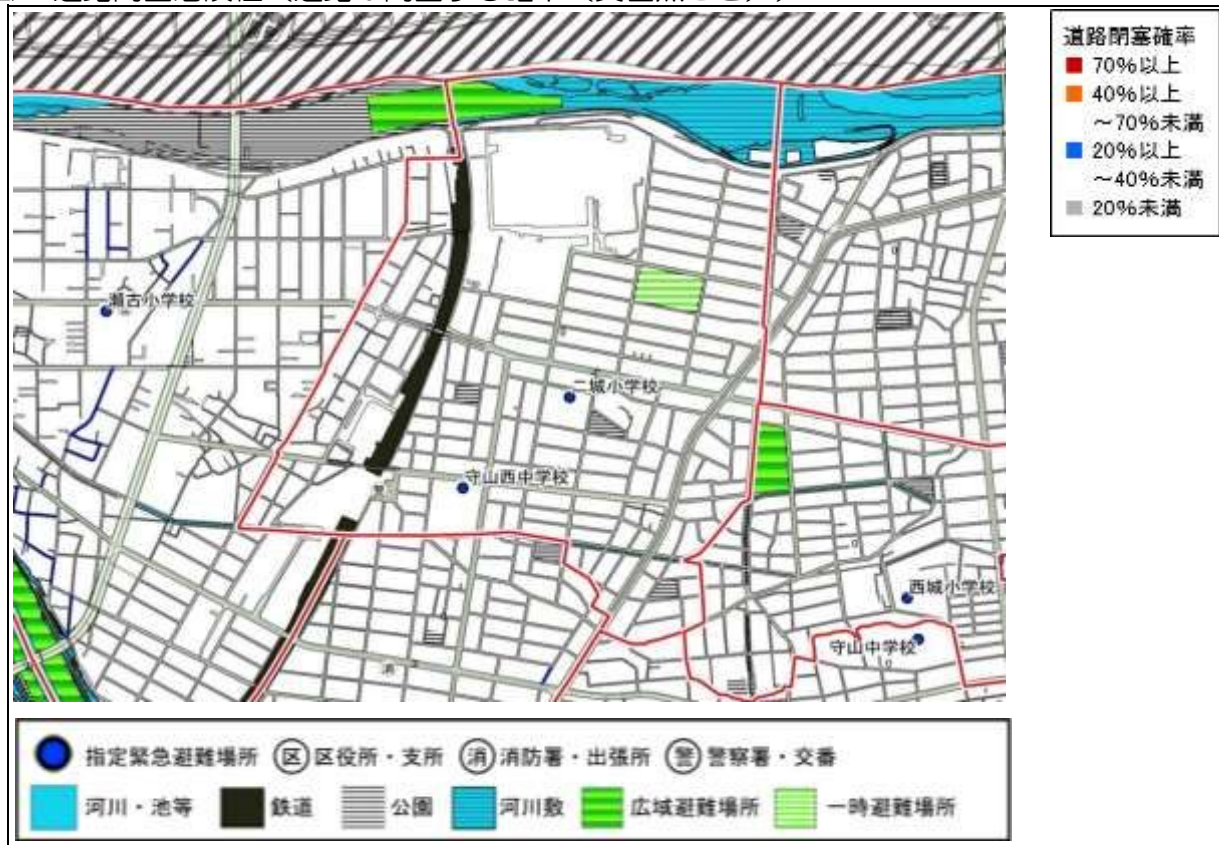 道路閉塞確率
70%以上
40%以上
～70%未満
20%以上
～40%未満
20%未満
瀬古小学校
二城小学校
守山西中学校
西城小学校
守山中学校
消
指定緊急避難場所 区 区役所・支所 消 消防署・出張所 警 警察署・交番
河川・池等 鉄道 公園 河川敷 広域避難場所 一時避難場所